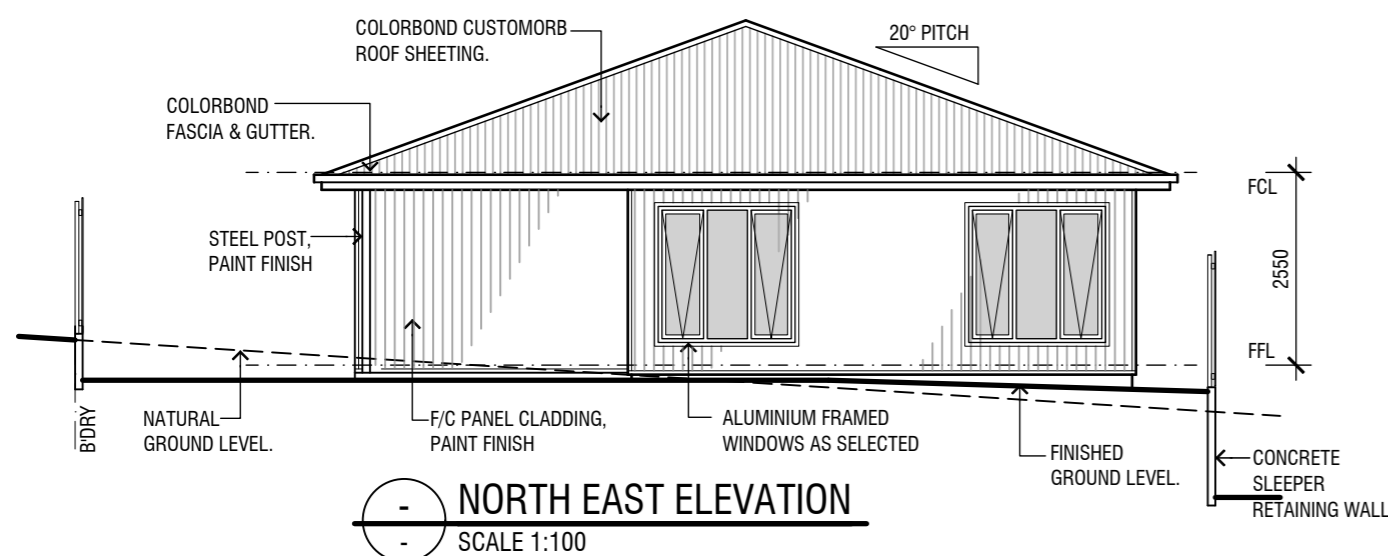 COLORBOND CUSTOMORB
ROOF SHEETING.
20° PITCH
COLORBOND
FASCIA & GUTTER.
FCL
STEEL POST,
PAINT FINISH
2550
FFL
B'DRY
NATURAL
GROUND LEVEL.
F/C PANEL CLADDING,
PAINT FINISH
ALUMINIUM FRAMED
WINDOWS AS SELECTED
FINISHED
GROUND LEVEL.
CONCRETE
SLEEPER
RETAINING WALL
-
-
NORTH EAST ELEVATION
SCALE 1:100